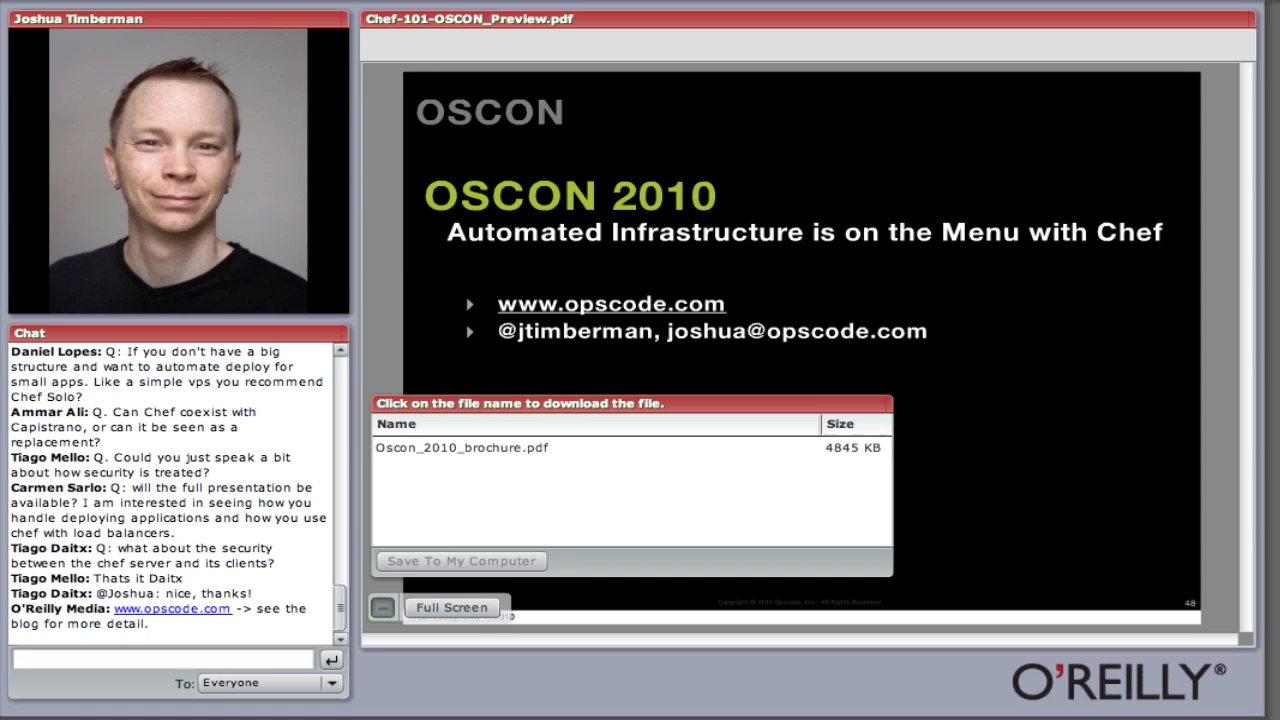 Joshua Timberman
Chat
Daniel Lopes: Q: If you don't have a big
structure and want to automate deploy for
small apps. Like a simple vps you recommend
Chef Solo?
Ammar Ali: Q. Can Chef coexist with
Capistrano, or can it be seen as a
replacement?
Tiago Mello: Q. Could you just speak a bit
about how security is treated?
Carmen Sarlo: Q: will the full presentation be
available? I am interested in seeing how you
handle deploying applications and how you use
chef with load balancers.
Tiago Daitx: Q: what about the security
between the chef server and its clients?
Tiago Mello: Thats it Daitx
Tiago Daitx: @Joshua: nice, thanks!
O'Reilly Media: www.opscode.com -> see the
blog for more detail.
To: Everyone
Chef-101-OSCON_Preview.pdf
OSCON
OSCON 2010
Automated Infrastructure is on the Menu with Chef
www.opscode.com
@jtimberman, joshua@opscode.com
Click on the file name to download the file.
Name Size
Oscon_2010_brochure.pdf 4845 KB
Save To My Computer
Full Screen
Copyright © 2010 Opscode, Inc - All Rights Reserved
48
O'REILLY®